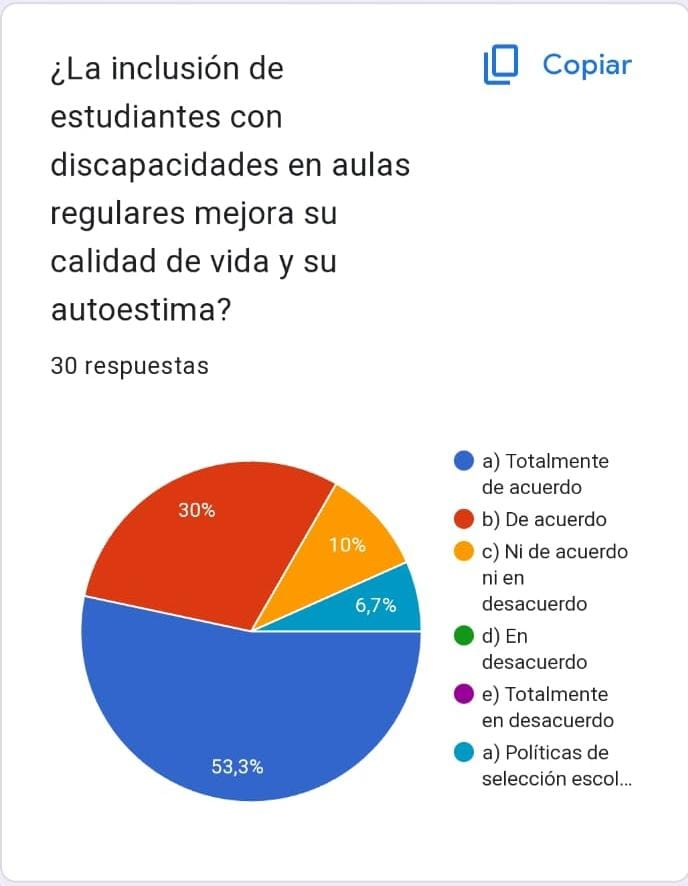 ¿La inclusión de
estudiantes con
discapacidades en aulas
regulares mejora su
calidad de vida y su
autoestima?
Copiar
30 respuestas
30%
10%
6,7%
53,3%
a) Totalmente
de acuerdo
b) De acuerdo
c) Ni de acuerdo
ni en
desacuerdo
d) En
desacuerdo
e) Totalmente
en desacuerdo
a) Políticas de
selección escol...